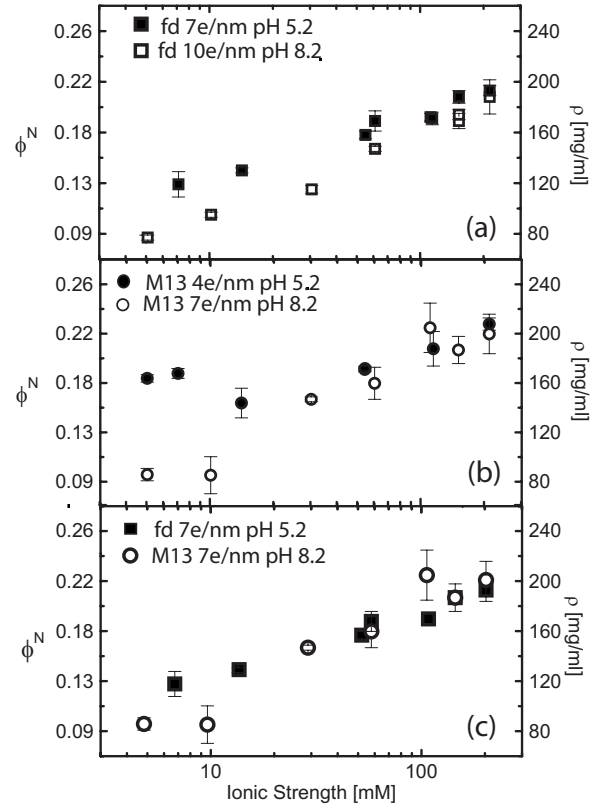 0.26
fd 7e/nm pH 5.2
240
fd 10e/nm pH 8.2
0.22
200
ϕᴺ
0.18
160
ρ [mg/ml]
0.13
120
0.09
(a)
80
0.26
M13 4e/nm pH 5.2
240
M13 7e/nm pH 8.2
0.22
200
ϕᴺ
0.18
160
ρ [mg/ml]
0.13
120
0.09
(b)
80
0.26
fd 7e/nm pH 5.2
240
M13 7e/nm pH 8.2
0.22
200
ϕᴺ
0.18
160
ρ [mg/ml]
0.13
120
0.09
(c)
80
10
100
Ionic Strength [mM]